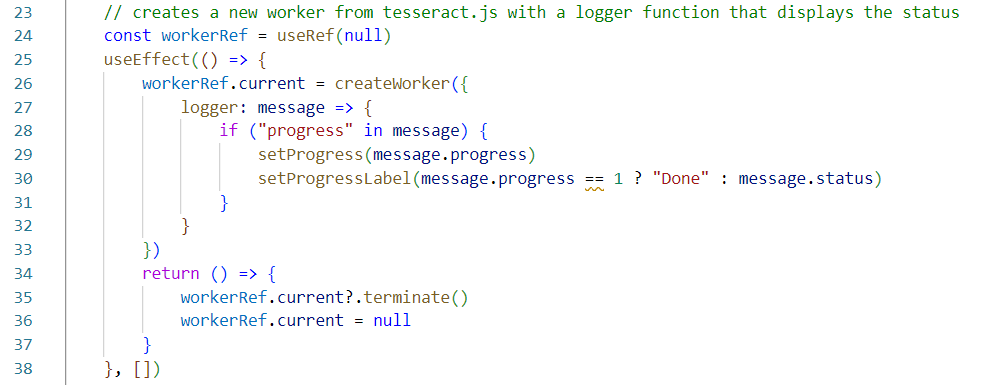 23 // creates a new worker from tesseract.js with a logger function that displays the status
24 const workerRef = useRef(null)
25 useEffect(() => {
26 workerRef.current = createWorker({
27 logger: message => {
28 if ("progress" in message) {
29 setProgress(message.progress)
30 setProgressLabel(message.progress == 1 ? "Done" : message.status)
31 }
32 }
33 })
34 return () => {
35 workerRef.current?.terminate()
36 workerRef.current = null
37 }
38 }, [])